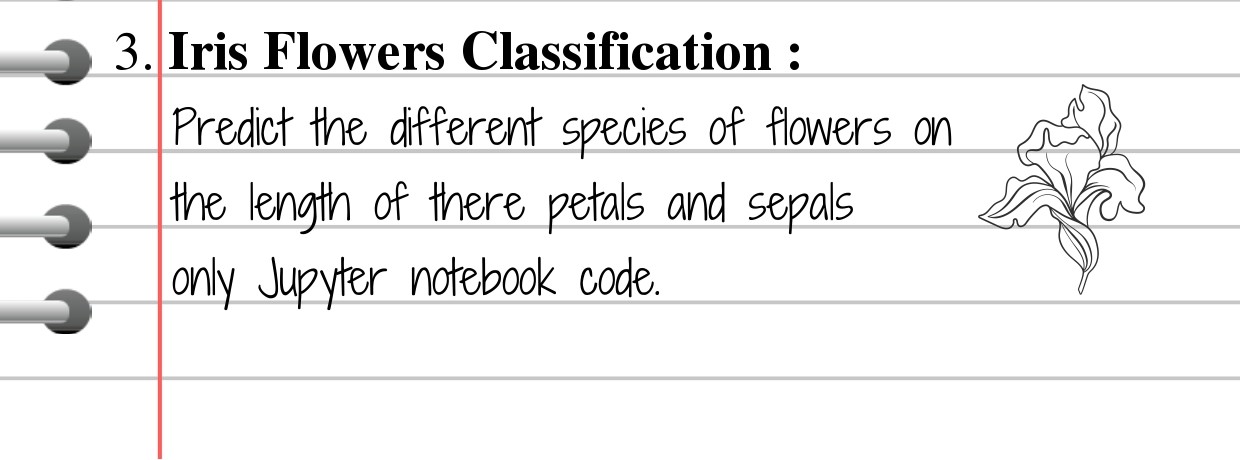 3. Iris Flowers Classification :
Predict the different species of flowers on
the length of there petals and sepals
only Jupyter notebook code.